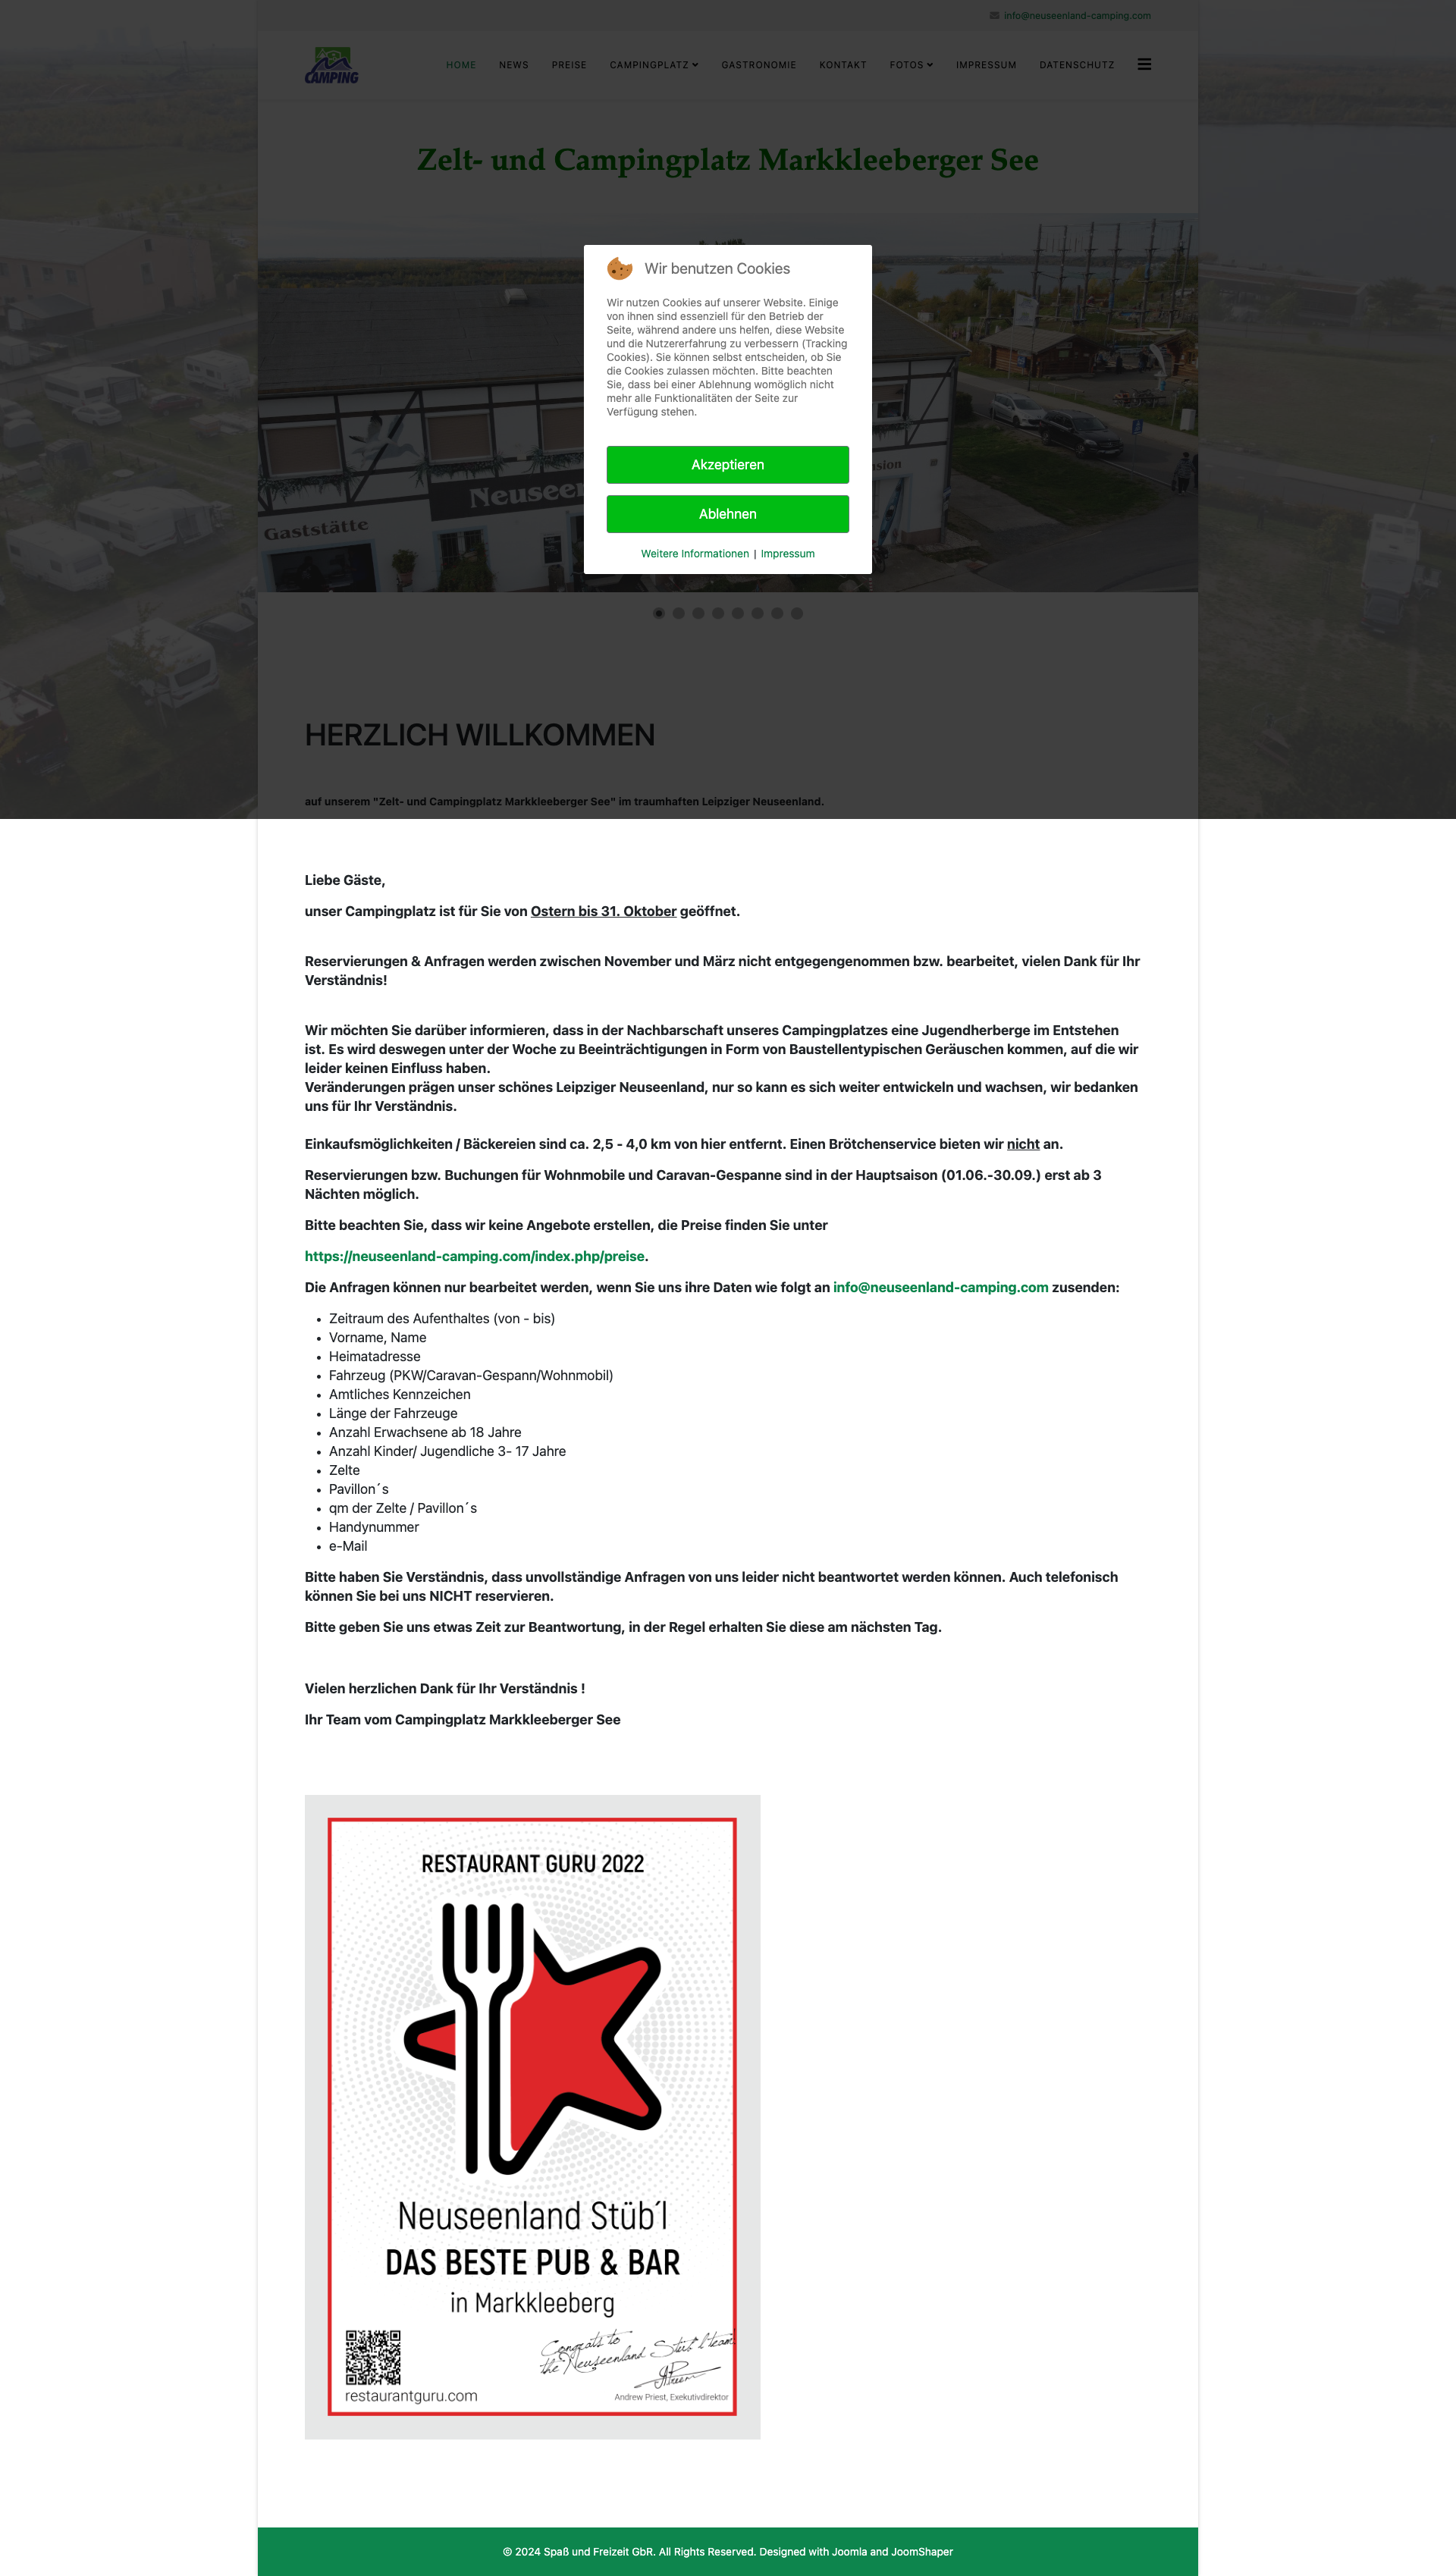 info@neuseenland-camping.com
CAMPING
HOME NEWS PREISE CAMPINGPLATZ GASTRONOMIE KONTAKT FOTOS IMPRESSUM DATENSCHUTZ
Zelt- und Campingplatz Markkleeberger See
Wir benutzen Cookies
Wir nutzen Cookies auf unserer Website. Einige
von ihnen sind essenziell für den Betrieb der
Seite, während andere uns helfen, diese Website
und die Nutzererfahrung zu verbessern (Tracking
Cookies). Sie können selbst entscheiden, ob Sie
die Cookies zulassen möchten. Bitte beachten
Sie, dass bei einer Ablehnung womöglich nicht
mehr alle Funktionalitäten der Seite zur
Verfügung stehen.
Akzeptieren
Ablehnen
Weitere Informationen | Impressum
Gaststätte
HERZLICH WILLKOMMEN
auf unserem "Zelt- und Campingplatz Markkleeberger See" im traumhaften Leipziger Neuseenland.
Liebe Gäste,
unser Campingplatz ist für Sie von Ostern bis 31. Oktober geöffnet.
Reservierungen & Anfragen werden zwischen November und März nicht entgegengenommen bzw. bearbeitet, vielen Dank für Ihr
Verständnis!
Wir möchten Sie darüber informieren, dass in der Nachbarschaft unseres Campingplatzes eine Jugendherberge im Entstehen
ist. Es wird deswegen unter der Woche zu Beeinträchtigungen in Form von Baustellentypischen Geräuschen kommen, auf die wir
leider keinen Einfluss haben.
Veränderungen prägen unser schönes Leipziger Neuseenland, nur so kann es sich weiter entwickeln und wachsen, wir bedanken
uns für Ihr Verständnis.
Einkaufsmöglichkeiten / Bäckereien sind ca. 2,5 - 4,0 km von hier entfernt. Einen Brötchenservice bieten wir nicht an.
Reservierungen bzw. Buchungen für Wohnmobile und Caravan-Gespanne sind in der Hauptsaison (01.06.-30.09.) erst ab 3
Nächten möglich.
Bitte beachten Sie, dass wir keine Angebote erstellen, die Preise finden Sie unter
https://neuseenland-camping.com/index.php/preise.
Die Anfragen können nur bearbeitet werden, wenn Sie uns ihre Daten wie folgt an info@neuseenland-camping.com zusenden:
• Zeitraum des Aufenthaltes (von - bis)
• Vorname, Name
• Heimatadresse
• Fahrzeug (PKW/Caravan-Gespann/Wohnmobil)
• Amtliches Kennzeichen
• Länge der Fahrzeuge
• Anzahl Erwachsene ab 18 Jahre
• Anzahl Kinder/ Jugendliche 3- 17 Jahre
• Zelte
• Pavillon´s
• qm der Zelte / Pavillon´s
• Handynummer
• e-Mail
Bitte haben Sie Verständnis, dass unvollständige Anfragen von uns leider nicht beantwortet werden können. Auch telefonisch
können Sie bei uns NICHT reservieren.
Bitte geben Sie uns etwas Zeit zur Beantwortung, in der Regel erhalten Sie diese am nächsten Tag.
Vielen herzlichen Dank für Ihr Verständnis !
Ihr Team vom Campingplatz Markkleeberger See
RESTAURANT GURU 2022
Neuseenland Stüb´l
DAS BESTE PUB & BAR
in Markkleeberg
Congrats to
the Neuseenland Stüb´l team!
restaurantguru.com
Andrew Priest, Exekutivdirektor
© 2024 Spaß und Freizeit GbR. All Rights Reserved. Designed with Joomla and JoomShaper